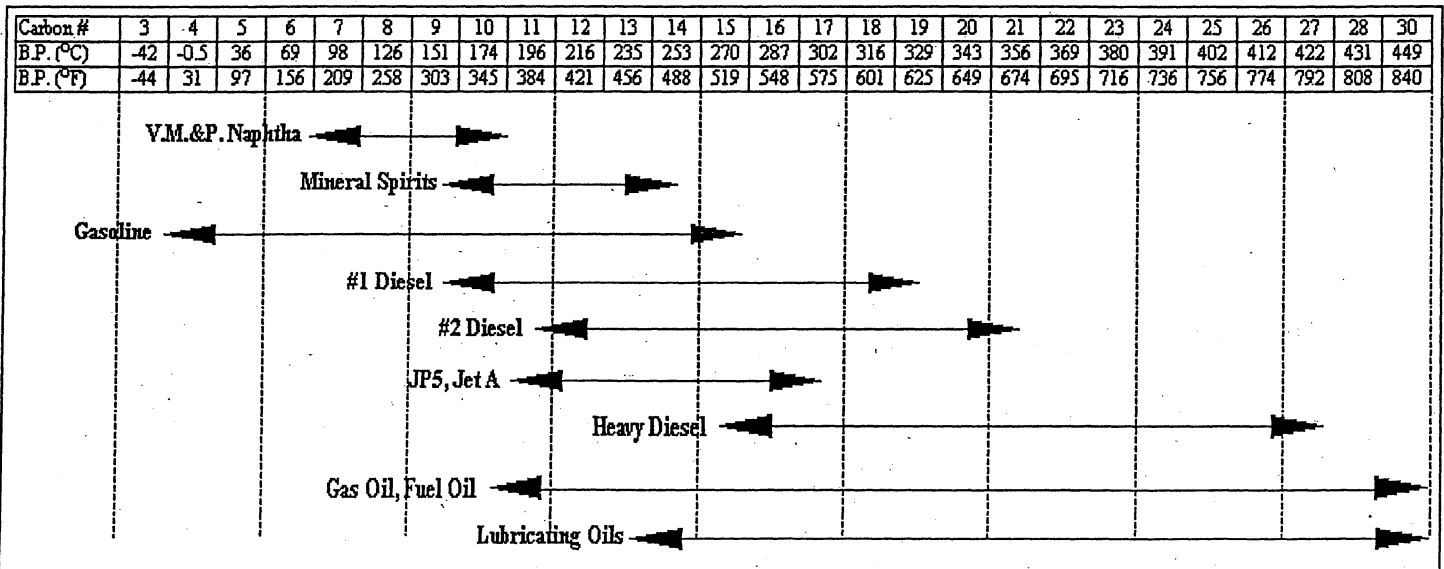 Carbon # 3 4 5 6 7 8 9 10 11 12 13 14 15 16 17 18 19 20 21 22 23 24 25 26 27 28 30
B.P. (°C) -42 -0.5 36 69 98 126 151 174 196 216 235 253 270 287 302 316 329 343 356 369 380 391 402 412 422 431 449
B.P. (°F) -44 31 97 156 209 258 303 345 384 421 456 488 519 548 575 601 625 649 674 695 716 736 756 774 792 808 840
V.M.&P. Naphtha
Mineral Spirits
Gasoline
#1 Diesel
#2 Diesel
JP5, Jet A
Heavy Diesel
Gas Oil, Fuel Oil
Lubricating Oils